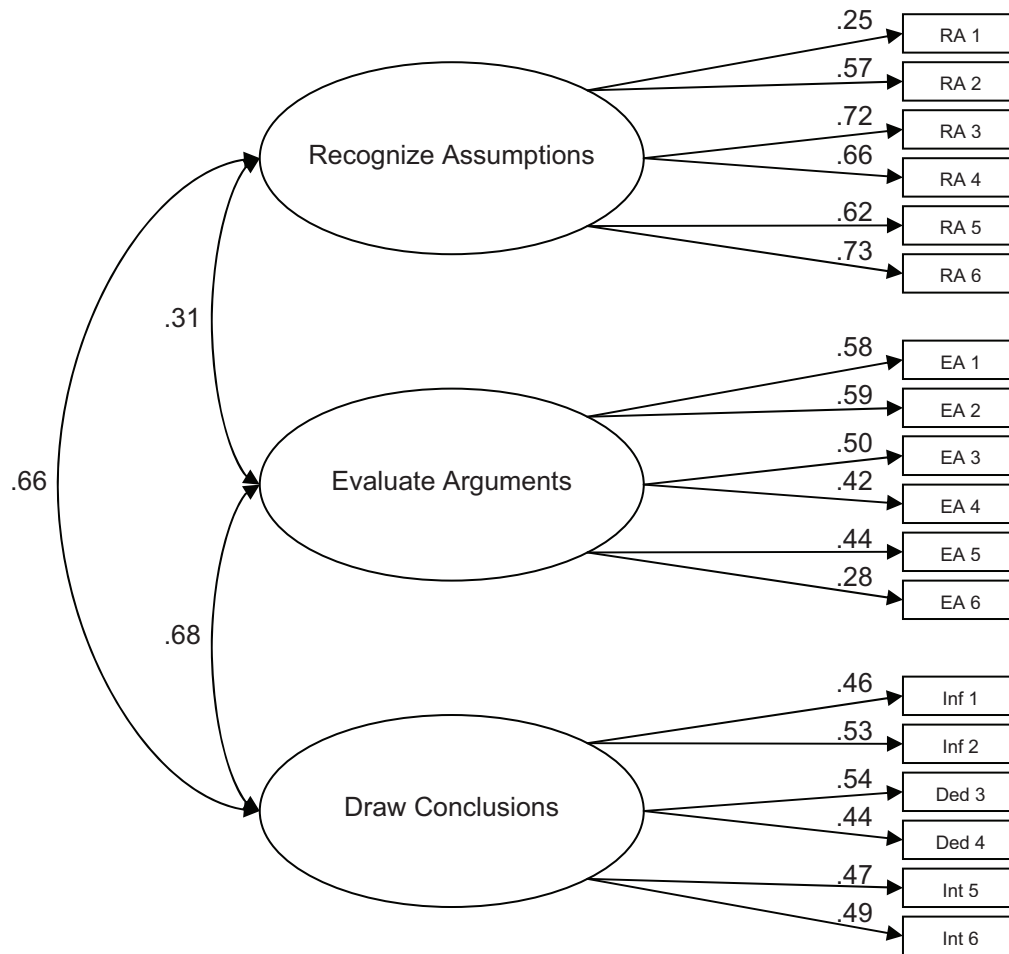 .25
RA 1
.57
RA 2
Recognize Assumptions
.72
RA 3
.66
RA 4
.62
RA 5
.73
RA 6
.31
.58
EA 1
.59
EA 2
.66
Evaluate Arguments
.50
EA 3
.42
EA 4
.44
EA 5
.28
EA 6
.68
.46
Inf 1
.53
Inf 2
Draw Conclusions
.54
Ded 3
.44
Ded 4
.47
Int 5
.49
Int 6